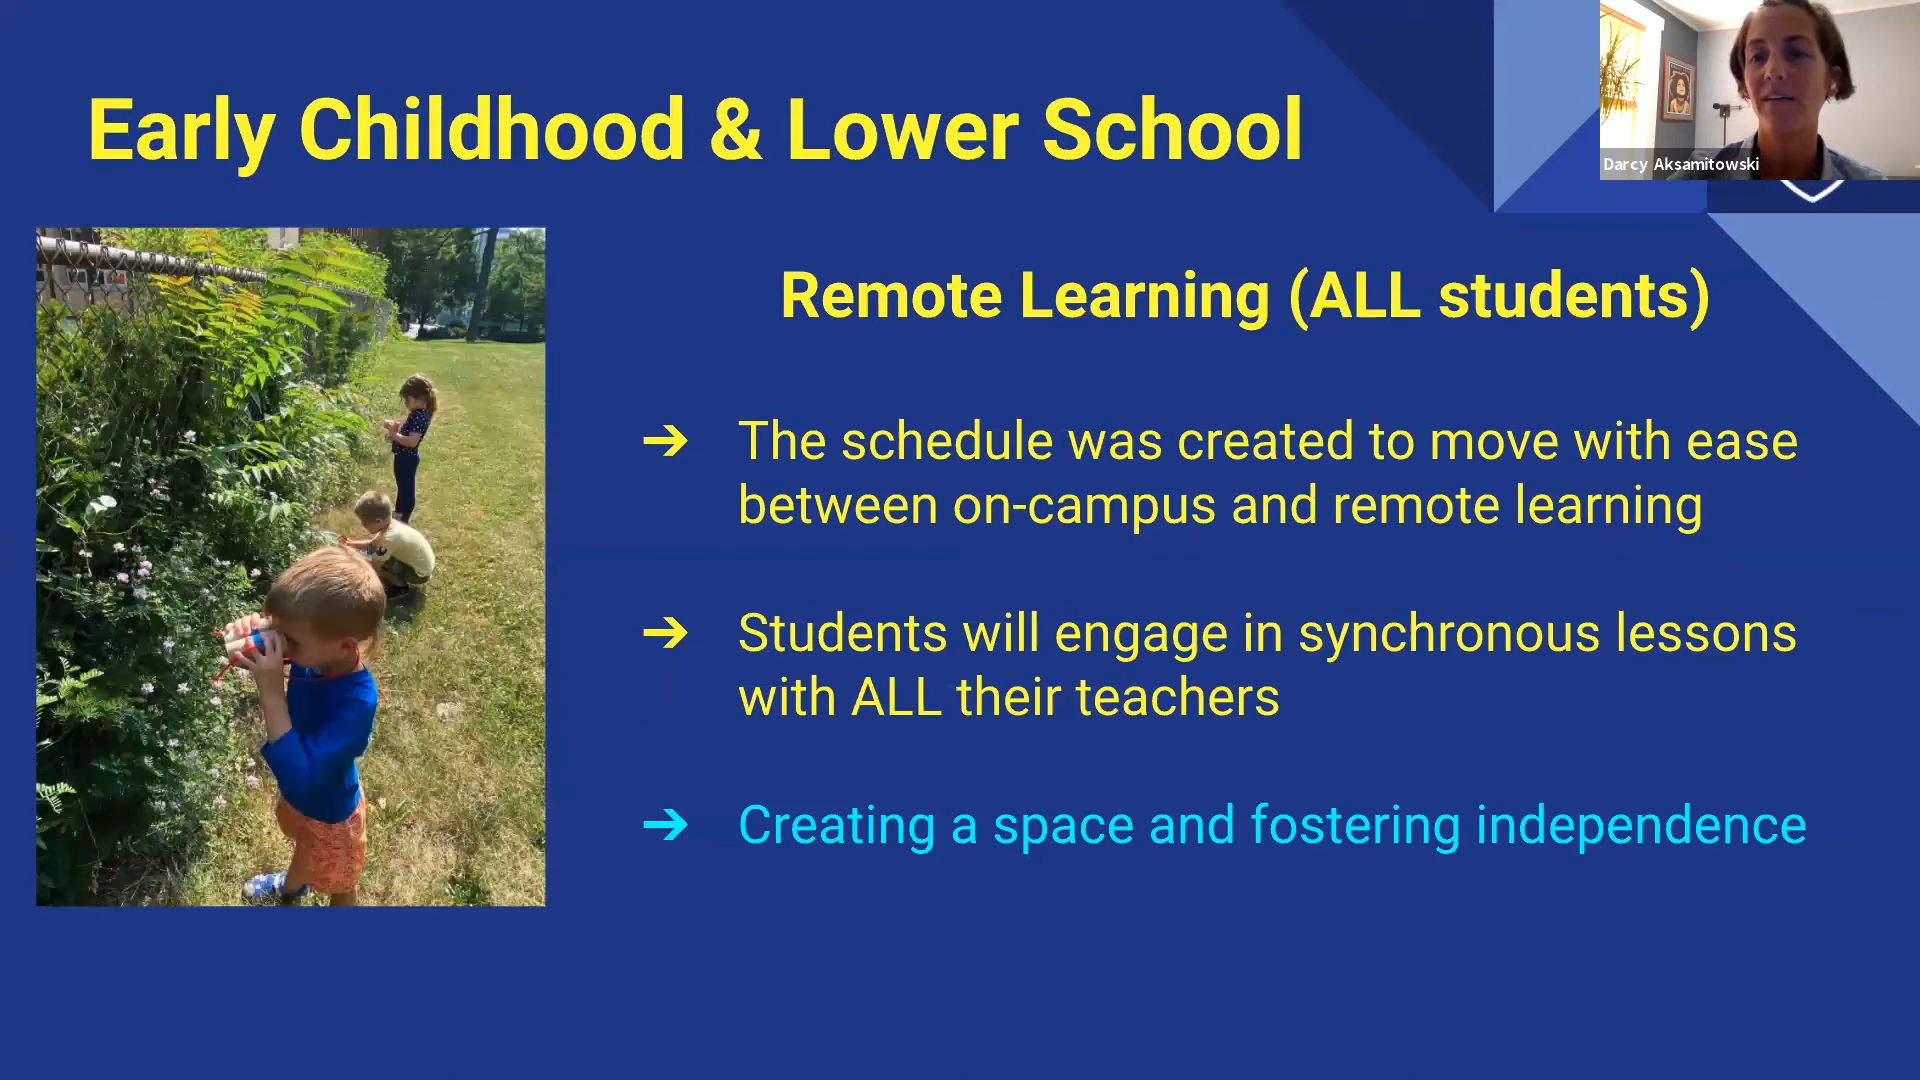 Early Childhood & Lower School
Darcy Aksamitowski
Remote Learning (ALL students)
➔ The schedule was created to move with ease
between on-campus and remote learning
➔ Students will engage in synchronous lessons
with ALL their teachers
➔ Creating a space and fostering independence